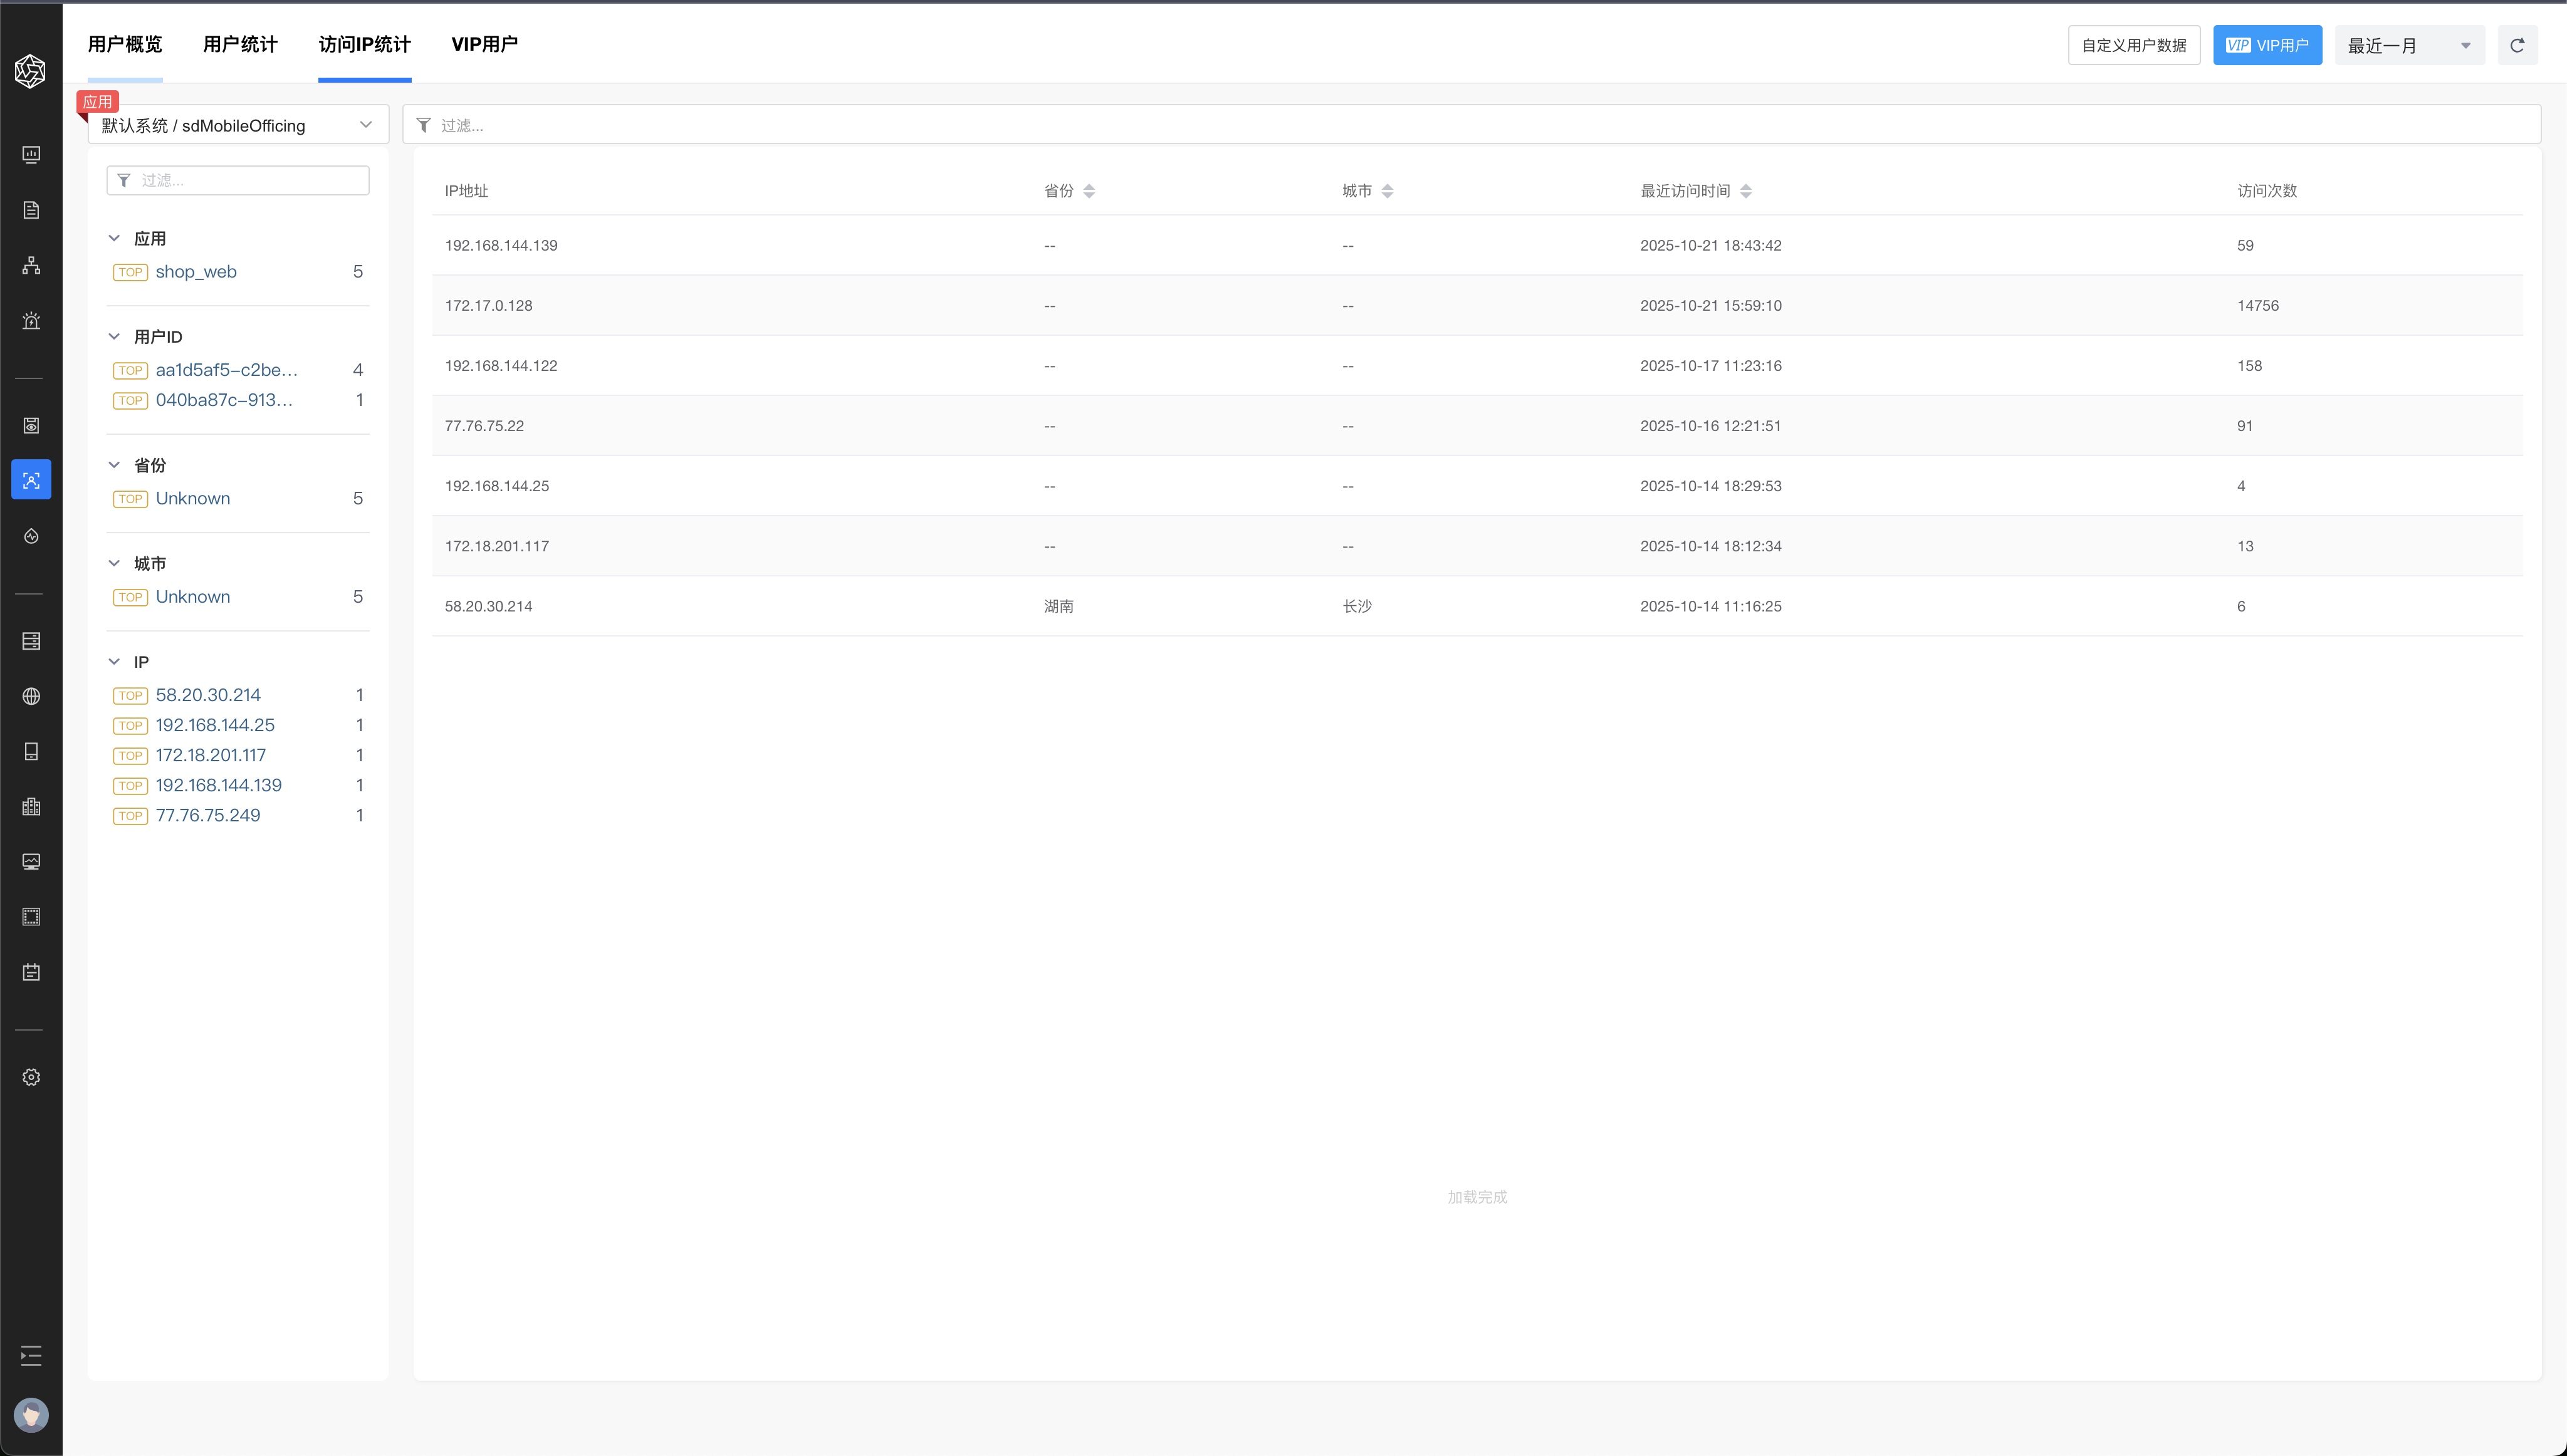 用户概览 用户统计 访问IP统计 VIP用户 自定义用户数据 VIP VIP用户 最近一月
应用
默认系统 / sdMobileOfficing
过滤...
过滤...
应用
TOP shop_web 5
用户ID
TOP aa1d5af5-c2be... 4
TOP 040ba87c-913... 1
省份
TOP Unknown 5
城市
TOP Unknown 5
IP
TOP 58.20.30.214 1
TOP 192.168.144.25 1
TOP 172.18.201.117 1
TOP 192.168.144.139 1
TOP 77.76.75.249 1
IP地址 省份 城市 最近访问时间 访问次数
192.168.144.139 -- -- 2025-10-21 18:43:42 59
172.17.0.128 -- -- 2025-10-21 15:59:10 14756
192.168.144.122 -- -- 2025-10-17 11:23:16 158
77.76.75.22 -- -- 2025-10-16 12:21:51 91
192.168.144.25 -- -- 2025-10-14 18:29:53 4
172.18.201.117 -- -- 2025-10-14 18:12:34 13
58.20.30.214 湖南 长沙 2025-10-14 11:16:25 6
加载完成